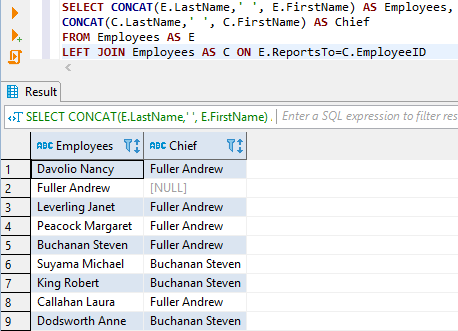 SELECT CONCAT(E.LastName,' ', E.FirstName) AS Employees,
CONCAT(C.LastName,' ', C.FirstName) AS Chief
FROM Employees AS E
LEFT JOIN Employees AS C ON E.ReportsTo=C.EmployeeID
Result
SELECT CONCAT(E.LastName,' ', E.FirstName) Enter a SQL expression to filter res
ABC Employees ABC Chief
1 Davolio Nancy Fuller Andrew
2 Fuller Andrew [NULL]
3 Leverling Janet Fuller Andrew
4 Peacock Margaret Fuller Andrew
5 Buchanan Steven Fuller Andrew
6 Suyama Michael Buchanan Steven
7 King Robert Buchanan Steven
8 Callahan Laura Fuller Andrew
9 Dodsworth Anne Buchanan Steven